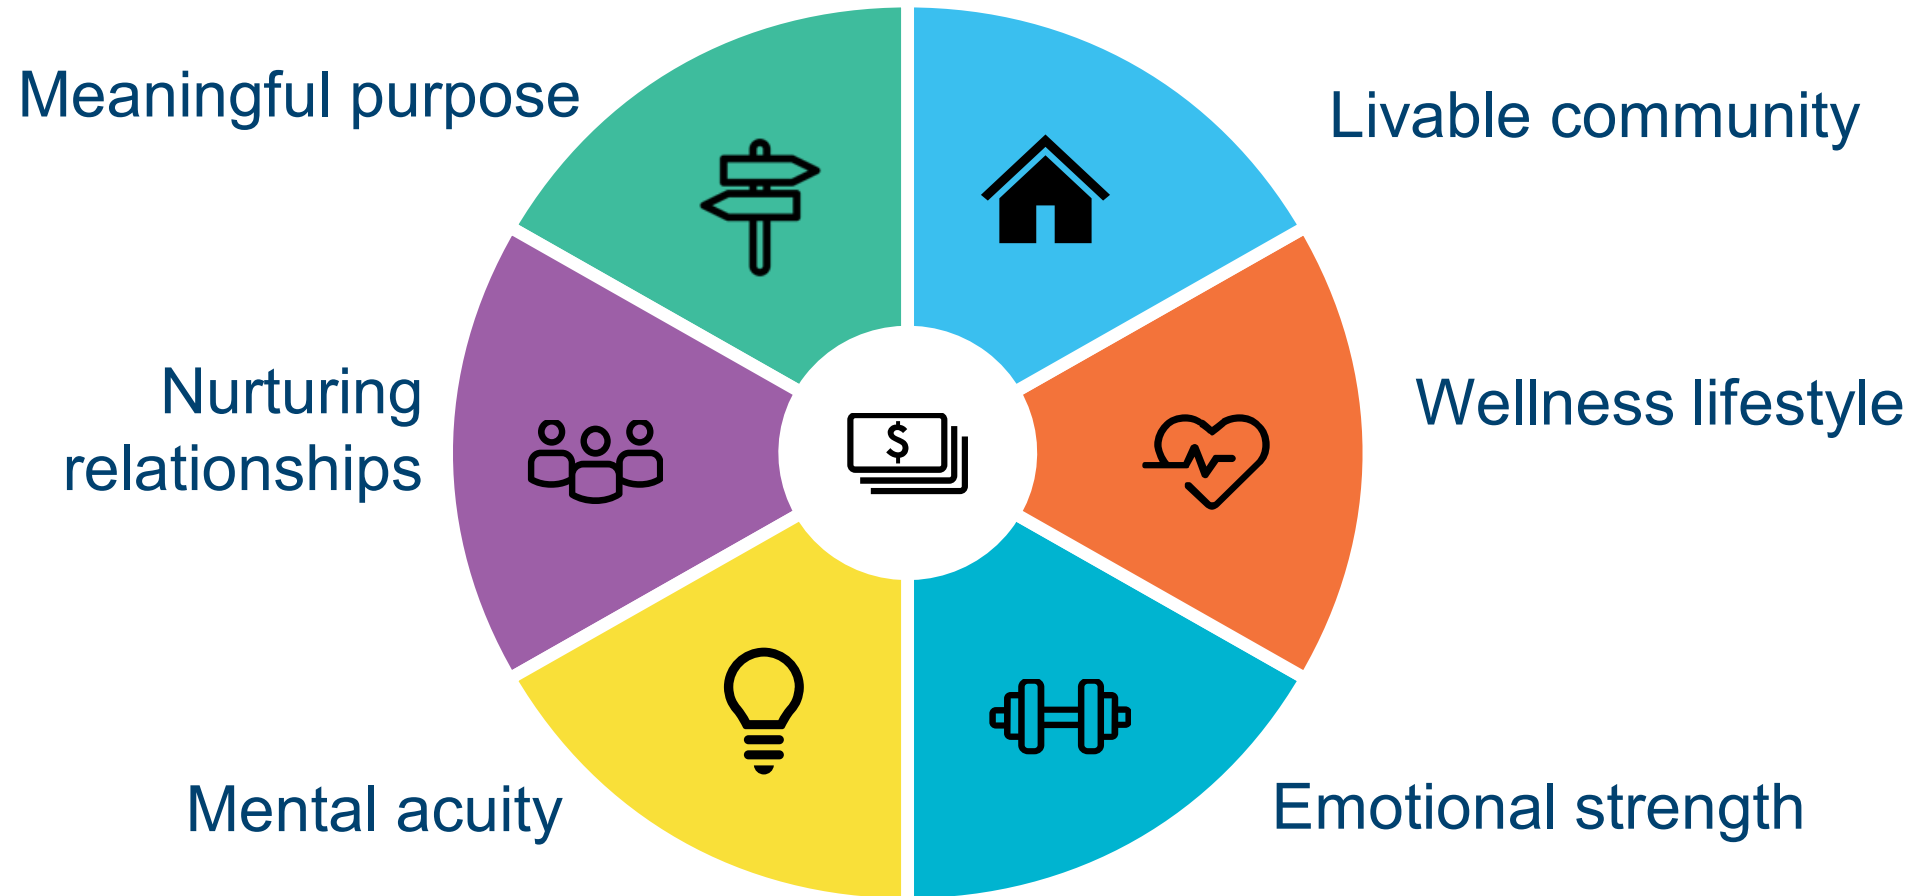 Meaningful purpose
Livable community
Nurturing
relationships
Wellness lifestyle
$
Mental acuity
Emotional strength